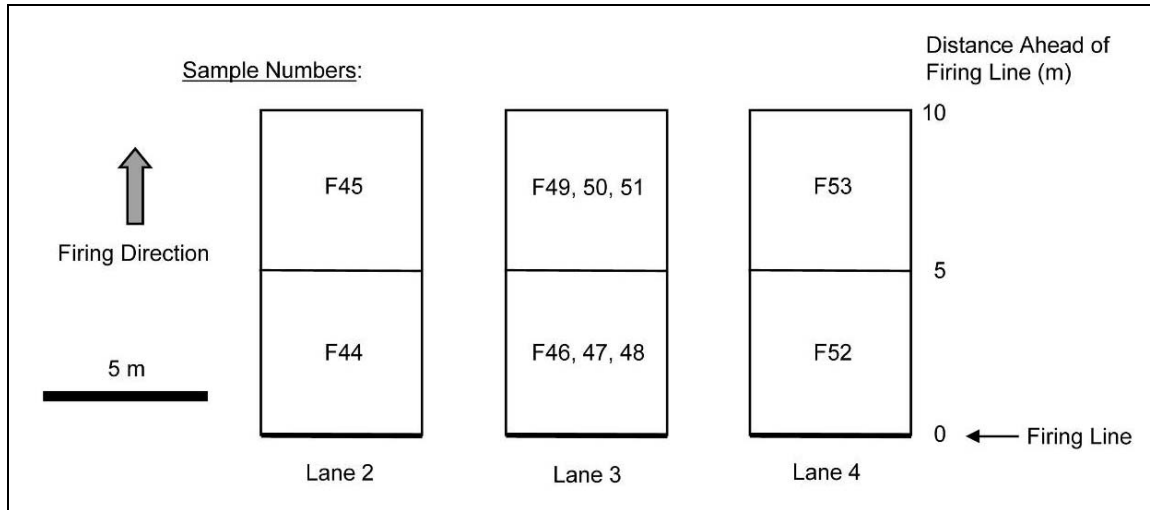 Distance Ahead of
Firing Line (m)
Sample Numbers:
10
F45
F49, 50, 51
F53
Firing Direction
5
F44
F46, 47, 48
F52
5 m
0
Firing Line
Lane 2
Lane 3
Lane 4